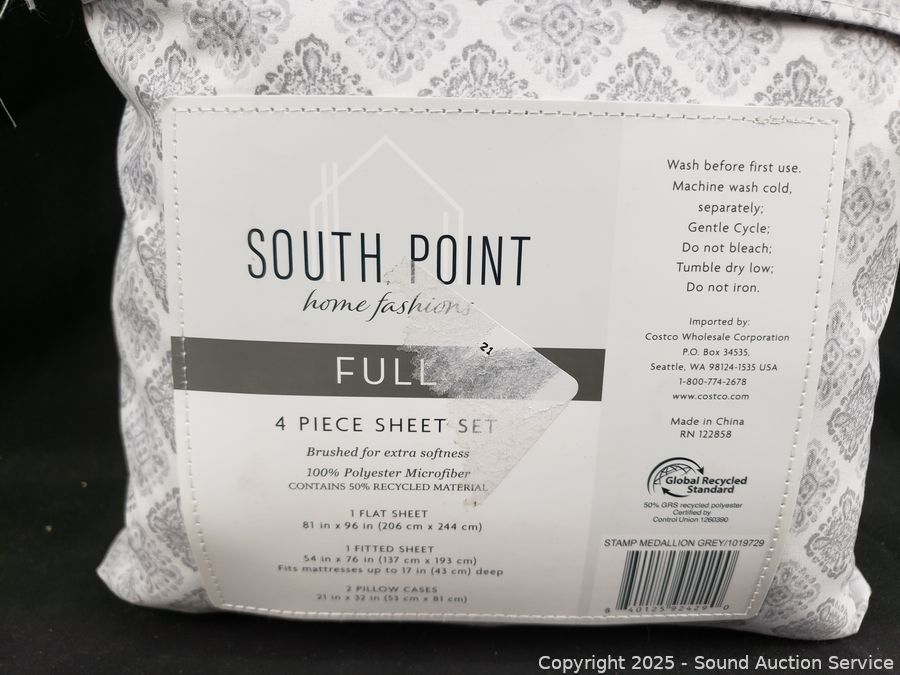 SOUTH POINT
home fashions
FULL
21
4 PIECE SHEET SET
Brushed for extra softness
100% Polyester Microfiber
CONTAINS 50% RECYCLED MATERIAL
1 FLAT SHEET
81 in x 96 in (206 cm x 244 cm)
1 FITTED SHEET
54 in x 76 in (137 cm x 193 cm)
Fits mattresses up to 17 in (43 cm) deep
2 PILLOW CASES
21 in x 32 in (53 cm x 81 cm)
Wash before first use.
Machine wash cold,
separately;
Gentle Cycle;
Do not bleach;
Tumble dry low;
Do not iron.
Imported by:
Costco Wholesale Corporation
P.O. Box 34535,
Seattle, WA 98124-1535 USA
1-800-774-2678
www.costco.com
Made in China
RN 122858
Global Recycled
Standard
50% GRS recycled polyester
Certified by
Control Union 1260390
STAMP MEDALLION GREY/1019729
8 40125 92429 0
Copyright 2025 - Sound Auction Service